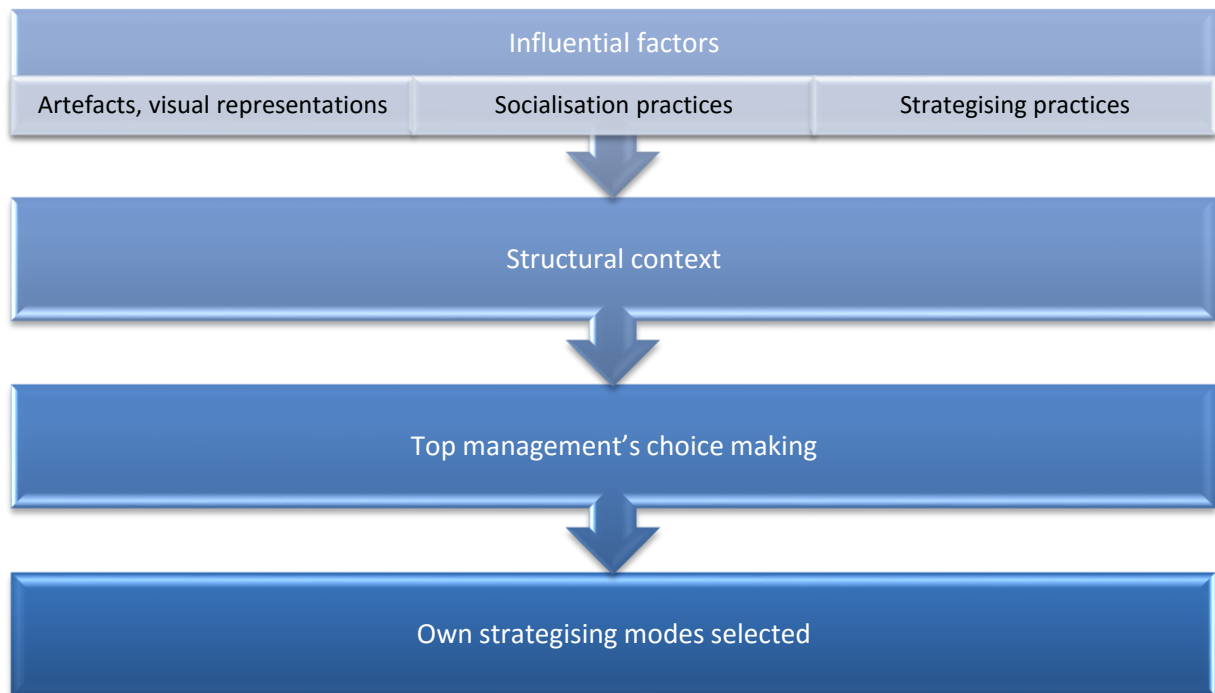 Influential factors
Artefacts, visual representations
Socialisation practices
Strategising practices
Structural context
Top management’s choice making
Own strategising modes selected